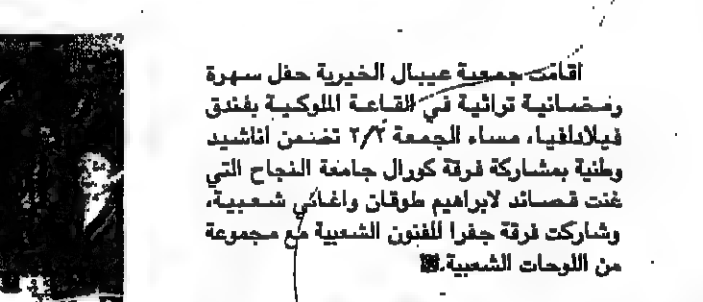 اقامت جمعية عيبال الخيرية حفل سهرة
رمضانية تراثية في القاعة الملوكية بفندق
فيلادلفيا، مساء الجمعة ٢/٢ تضمن اناشيد
وطنية بمشاركة فرقة كورال جامعة النجاح التي
غنت قصائد لابراهيم طوقان واغاني شعبية،
وشاركت فرقة جفرا للفنون الشعبية مع مجموعة
من اللوحات الشعبية.